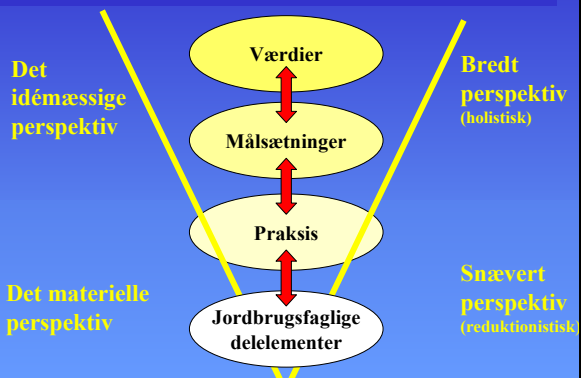 Værdier
Det
idémæssige
perspektiv
Bredt
perspektiv
(holistisk)
Målsætninger
Praksis
Det materielle
perspektiv
Snævert
perspektiv
(reduktionistisk)
Jordbrugsfaglige
delelementer